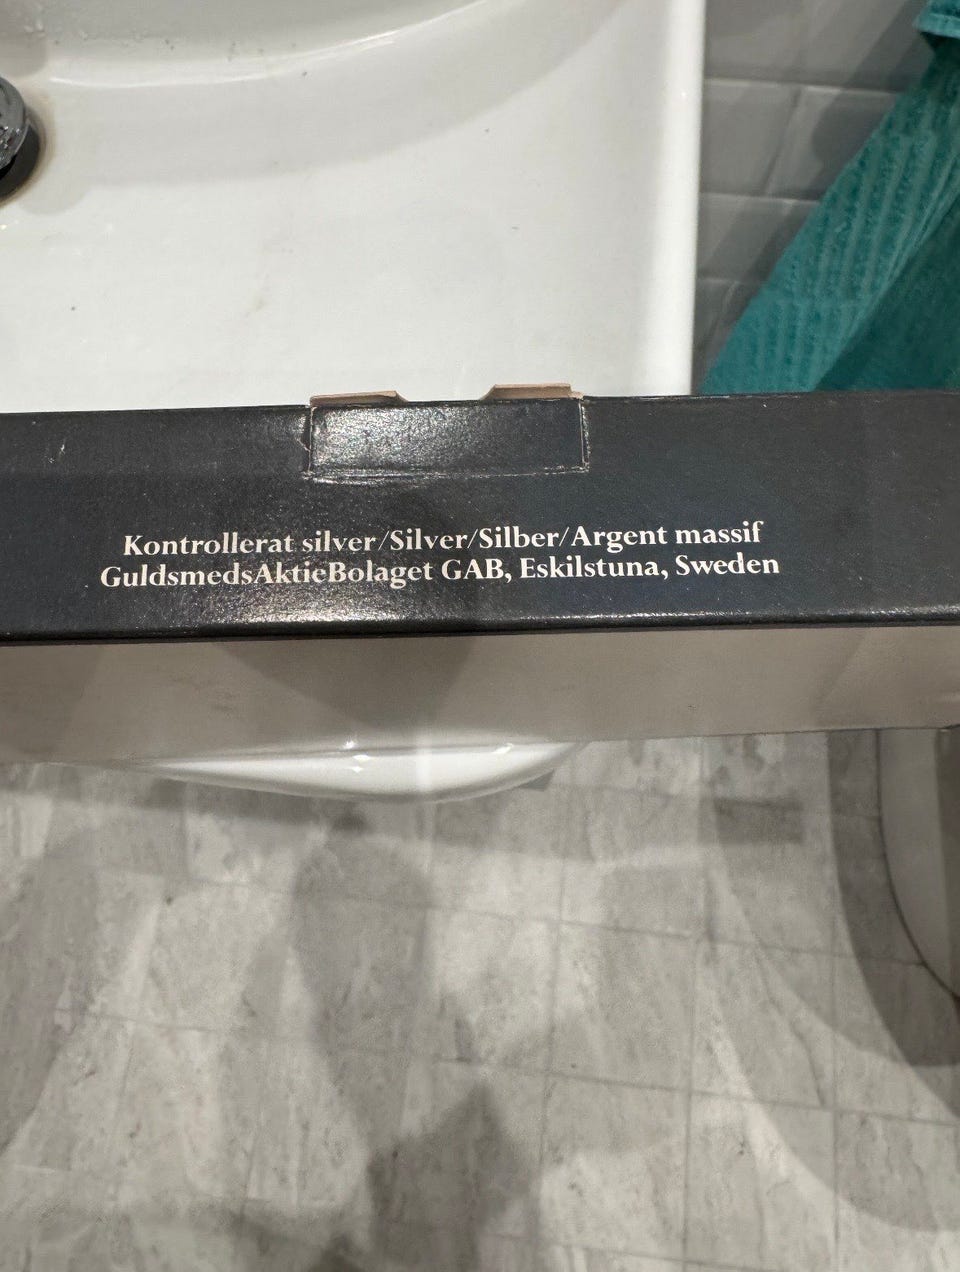 Kontrollerat silver/Silver/Silber/Argent massif
GuldsmedsAktieBolaget GAB, Eskilstuna, Sweden